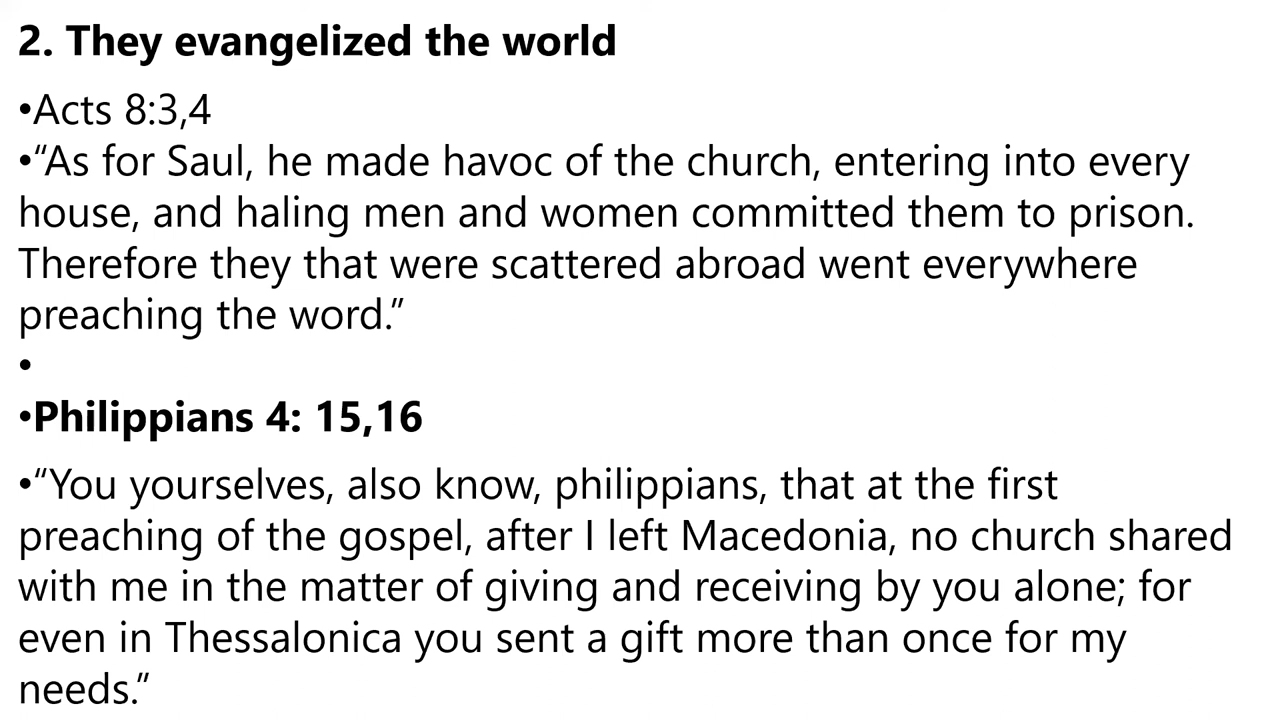 2. They evangelized the world
•Acts 8:3,4
•“As for Saul, he made havoc of the church, entering into every
house, and haling men and women committed them to prison.
Therefore they that were scattered abroad went everywhere
preaching the word.”
•
•Philippians 4: 15,16
•“You yourselves, also know, philippians, that at the first
preaching of the gospel, after I left Macedonia, no church shared
with me in the matter of giving and receiving by you alone; for
even in Thessalonica you sent a gift more than once for my
needs.”